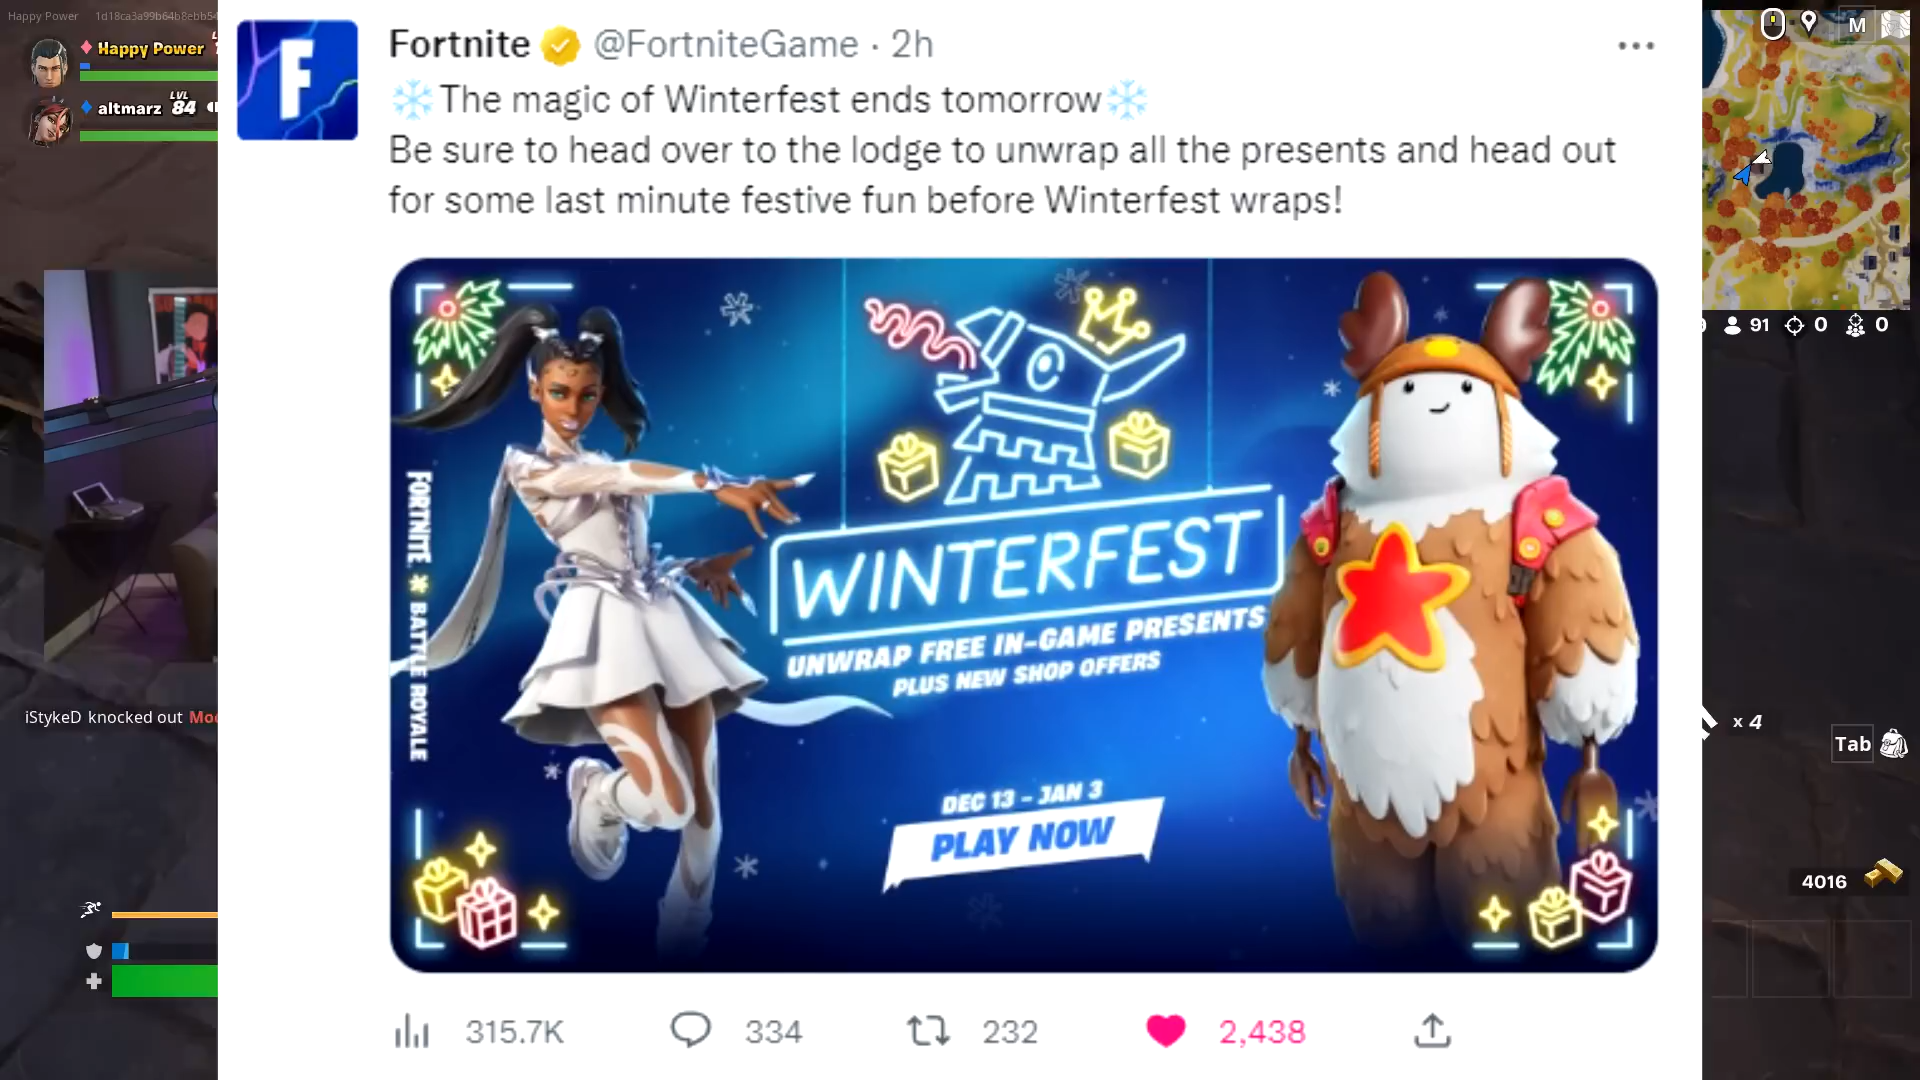 Happy Power 1d18ca3a99b64b8ebb54
Happy Power
altmarz LVL 84
Fortnite @FortniteGame · 2h
❄The magic of Winterfest ends tomorrow❄
Be sure to head over to the lodge to unwrap all the presents and head out
for some last minute festive fun before Winterfest wraps!
FORTNITE BATTLE ROYALE
WINTERFEST
UNWRAP FREE IN-GAME PRESENTS
PLUS NEW SHOP OFFERS
DEC 13 - JAN 3
PLAY NOW
315.7K 334 232 2,438
M
91 0 0
iStykeD knocked out
x 4
Tab
4016